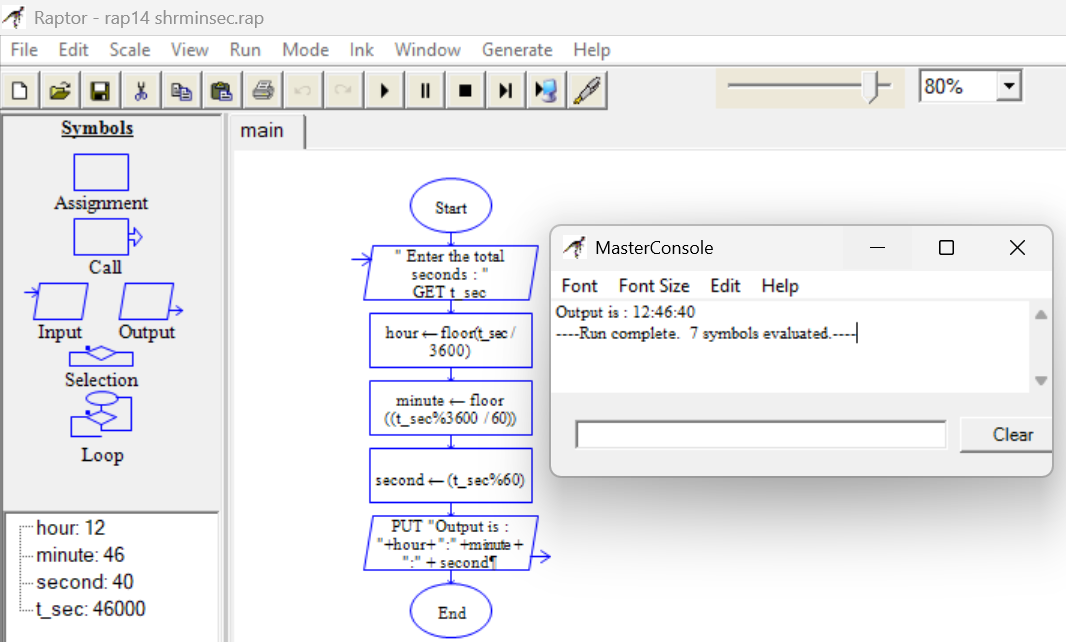 Raptor - rap14 shrminsec.rap
File Edit Scale View Run Mode Ink Window Generate Help
80%
Symbols
Assignment
Call
Input Output
Selection
Loop
hour: 12
minute: 46
second: 40
t_sec: 46000
main
Start
" Enter the total
seconds : "
GET t_sec
hour ← floor(t_sec /
3600)
minute ← floor
((t_sec%3600 / 60))
second ← (t_sec%60)
PUT "Output is :
"+hour+ ":" +minute +
":" + second¶
End
MasterConsole
Font Font Size Edit Help
Output is : 12:46:40
----Run complete. 7 symbols evaluated.----
Clear